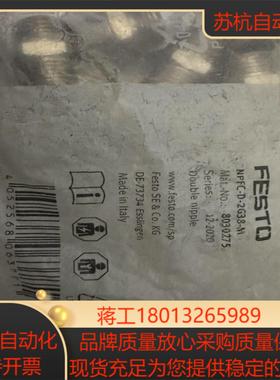 苏杭自动
FESTO
NPFC-D-2G38-M
Mat.-No.: 8039275
Series: 12-2020
Double nipple
www.festo.com/sp
Festo SE & Co. KG
DE-73734 Esslingen
Made in Italy
蒋工18013265989
自动化
开票
品牌质量放心采购质量保
现货充足为您提供稳定的